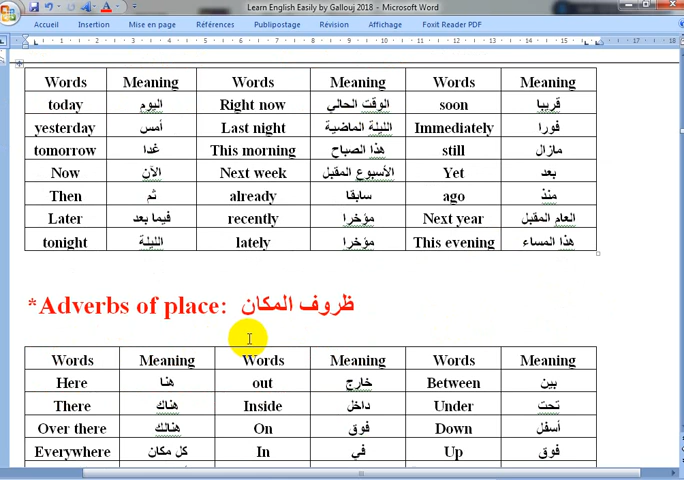 Learn English Easily by Gallouj 2018 - Microsoft Word
Accueil Insertion Mise en page Références Publipostage Révision Affichage Foxit Reader PDF
Words Meaning Words Meaning Words Meaning
today اليوم Right now الوقت الحالي soon قريبا
yesterday أمس Last night الليلة الماضية Immediately فورا
tomorrow غدا This morning هذا الصباح still مازال
Now الآن Next week الأسبوع المقبل Yet بعد
Then ثم already سابقا ago منذ
Later فيما بعد recently مؤخرا Next year العام المقبل
tonight الليلة lately مؤخرا This evening هذا المساء
*Adverbs of place: ظروف المكان
Words Meaning Words Meaning Words Meaning
Here هنا out خارج Between بين
There هناك Inside داخل Under تحت
Over there هنالك On فوق Down أسفل
Everywhere كل مكان In في Up فوق